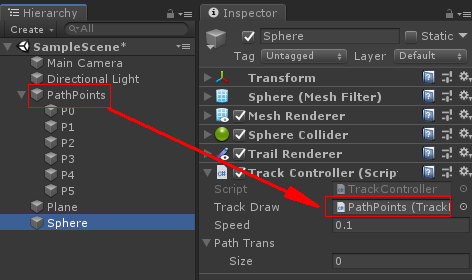 Hierarchy
Create
All
SampleScene*
Main Camera
Directional Light
PathPoints
P0
P1
P2
P3
P4
P5
Plane
Sphere
Inspector
Sphere
Static
Tag Untagged Layer Default
Transform
Sphere (Mesh Filter)
Mesh Renderer
Sphere Collider
Trail Renderer
Track Controller (Scrip
Script TrackController
Track Draw PathPoints (Track
Speed 0.1
Path Trans
Size 0